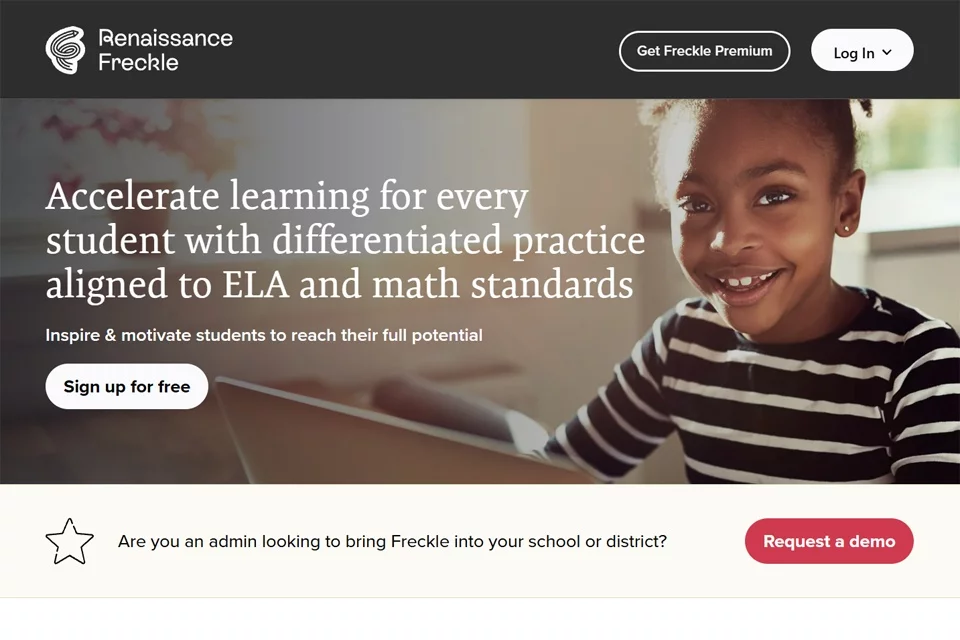 Renaissance
Freckle
Get Freckle Premium
Log In
Accelerate learning for every
student with differentiated practice
aligned to ELA and math standards
Inspire & motivate students to reach their full potential
Sign up for free
Are you an admin looking to bring Freckle into your school or district?
Request a demo